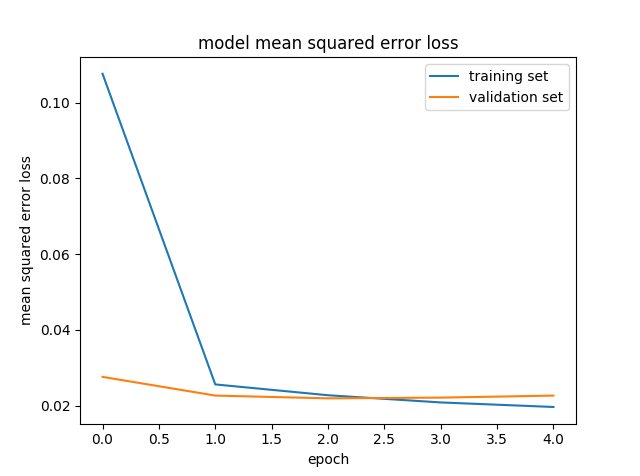 model mean squared error loss
training set
validation set
mean squared error loss
0.10
0.08
0.06
0.04
0.02
0.0 0.5 1.0 1.5 2.0 2.5 3.0 3.5 4.0
epoch